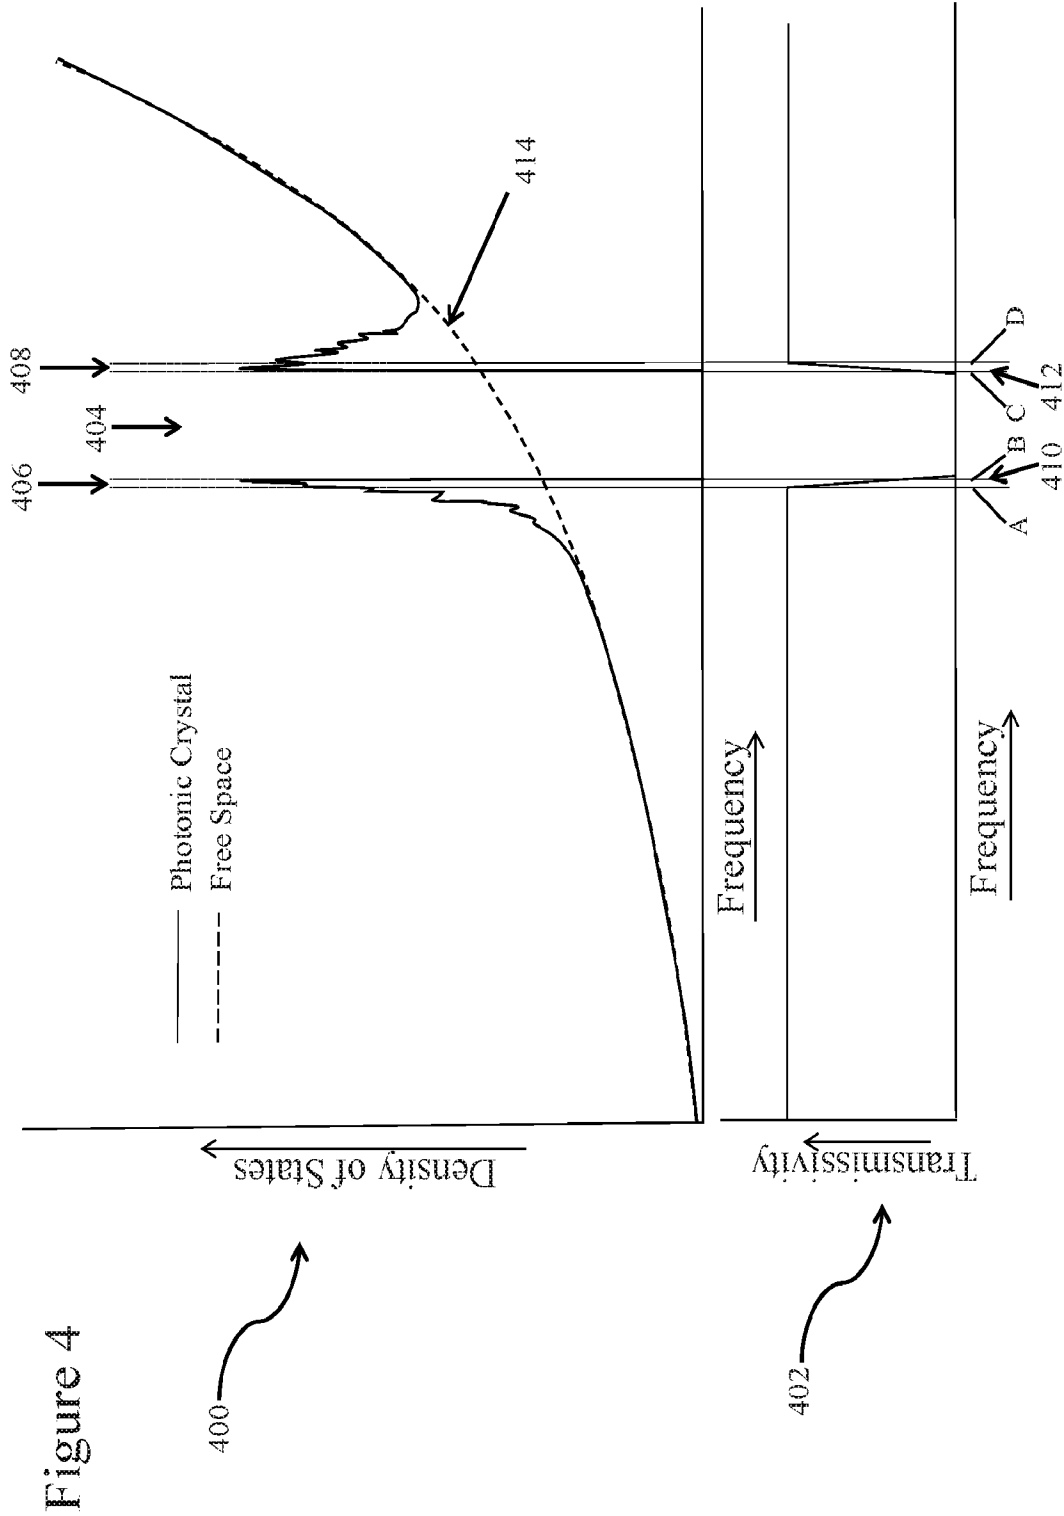 Figure 4
400
Density of States
Photonic Crystal
Free Space
406
404
408
414
Frequency
402
Transmissivity
A
B
C
D
410
412
Frequency